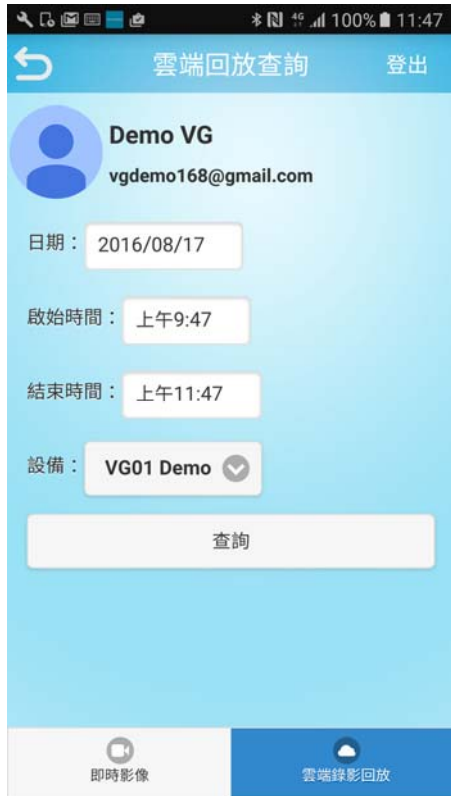 4G 100% 11:47
雲端回放查詢 登出
Demo VG
vgdemo168@gmail.com
日期： 2016/08/17
啟始時間： 上午9:47
結束時間： 上午11:47
設備： VG01 Demo
查詢
即時影像 雲端錄影回放